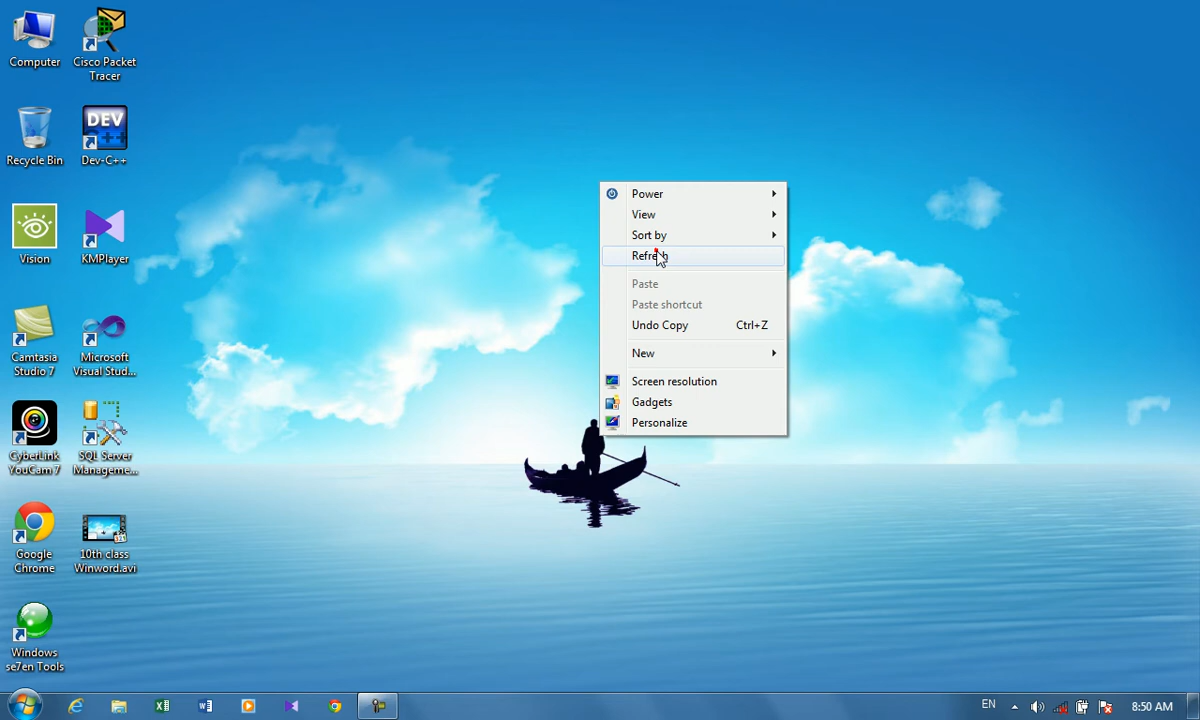 Computer
Cisco Packet
Tracer
Recycle Bin
DEV
C++
Dev-C++
Vision
KMPlayer
Camtasia
Studio 7
Microsoft
Visual Stud...
CyberLink
YouCam 7
SQL Server
Manageme...
Google
Chrome
10th class
Winword.avi
Windows
se7en Tools
Power
View
Sort by
Refresh
Paste
Paste shortcut
Undo Copy Ctrl+Z
New
Screen resolution
Gadgets
Personalize
EN
8:50 AM